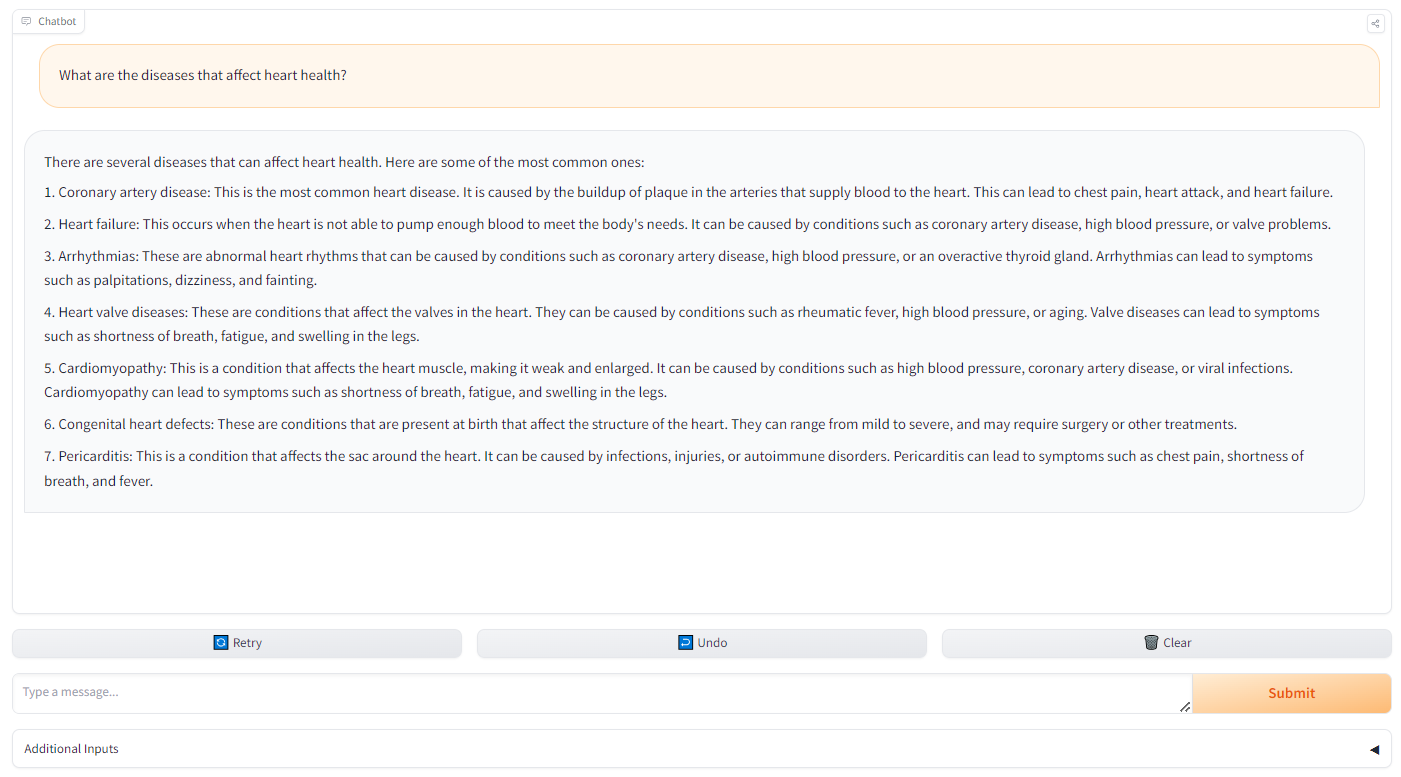 Chatbot
What are the diseases that affect heart health?
There are several diseases that can affect heart health. Here are some of the most common ones:
1. Coronary artery disease: This is the most common heart disease. It is caused by the buildup of plaque in the arteries that supply blood to the heart. This can lead to chest pain, heart attack, and heart failure.
2. Heart failure: This occurs when the heart is not able to pump enough blood to meet the body's needs. It can be caused by conditions such as coronary artery disease, high blood pressure, or valve problems.
3. Arrhythmias: These are abnormal heart rhythms that can be caused by conditions such as coronary artery disease, high blood pressure, or an overactive thyroid gland. Arrhythmias can lead to symptoms
such as palpitations, dizziness, and fainting.
4. Heart valve diseases: These are conditions that affect the valves in the heart. They can be caused by conditions such as rheumatic fever, high blood pressure, or aging. Valve diseases can lead to symptoms
such as shortness of breath, fatigue, and swelling in the legs.
5. Cardiomyopathy: This is a condition that affects the heart muscle, making it weak and enlarged. It can be caused by conditions such as high blood pressure, coronary artery disease, or viral infections.
Cardiomyopathy can lead to symptoms such as shortness of breath, fatigue, and swelling in the legs.
6. Congenital heart defects: These are conditions that are present at birth that affect the structure of the heart. They can range from mild to severe, and may require surgery or other treatments.
7. Pericarditis: This is a condition that affects the sac around the heart. It can be caused by infections, injuries, or autoimmune disorders. Pericarditis can lead to symptoms such as chest pain, shortness of
breath, and fever.
Retry
Undo
Clear
Type a message...
Submit
Additional Inputs